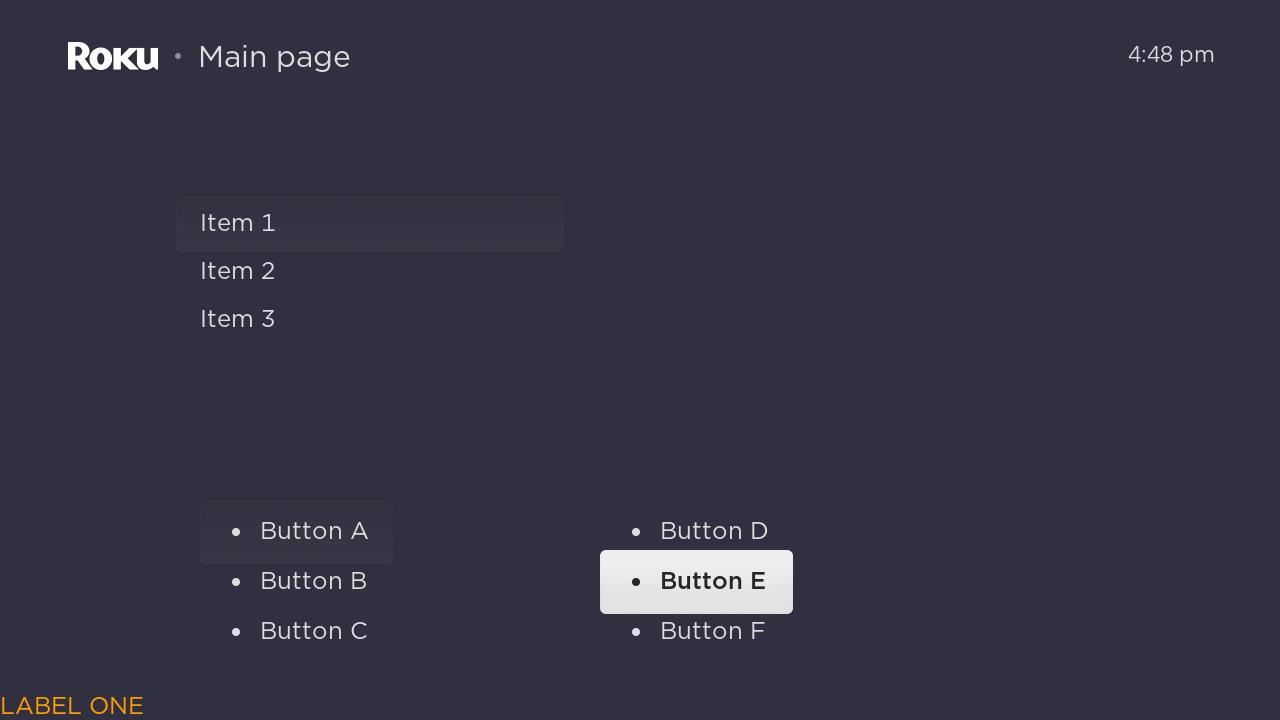 Roku • Main page
4:48 pm
Item 1
Item 2
Item 3
• Button A
• Button B
• Button C
• Button D
• Button E
• Button F
LABEL ONE